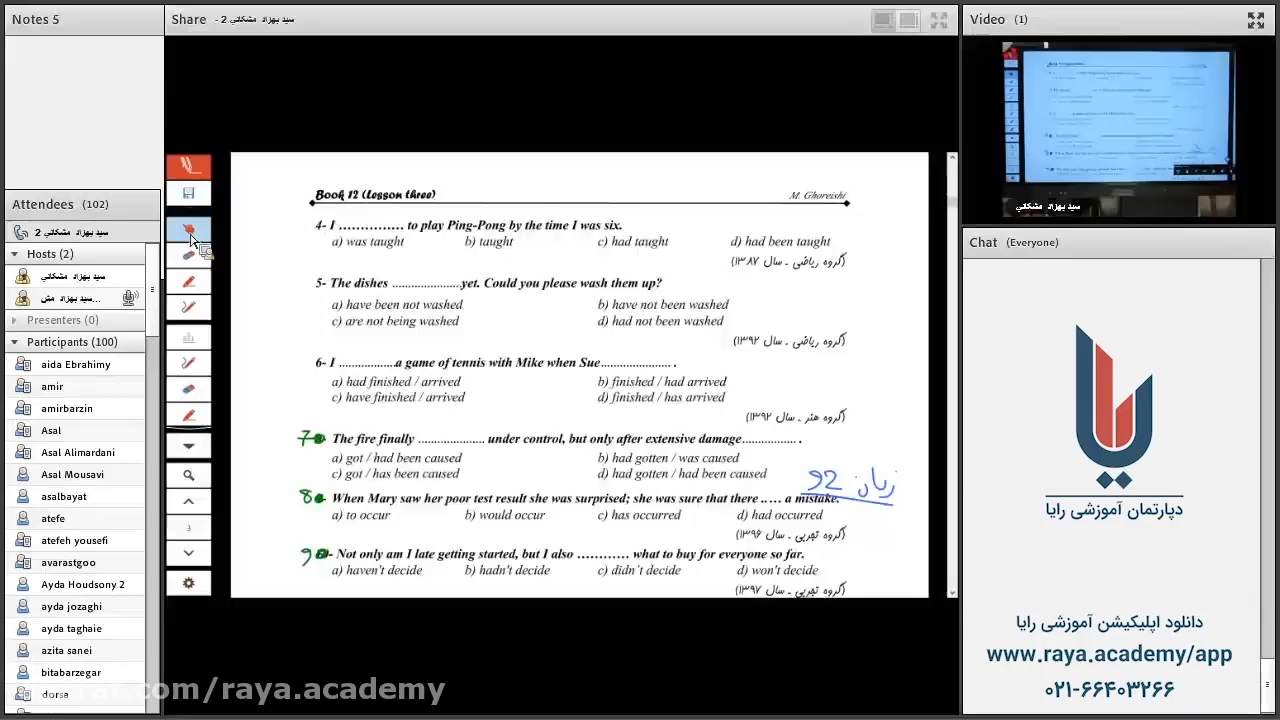 Notes 5
Share - سید بهزاد مشکاتی 2
Video (1)
Attendees (102)
سید بهزاد مشکاتی 2
Hosts (2)
سید بهزاد مشکاتی
سید بهزاد مش...
Presenters (0)
Participants (100)
aida Ebrahimy
amir
amirbarzin
Asal
Asal Alimardani
Asal Mousavi
asalbayat
atefe
atefeh yousefi
avarastgoo
Ayda Houdsony 2
ayda jozaghi
ayda taghaie
azita sanei
bitabarzegar
dorsa
Book 12 (Lesson three)
M. Ghoreishi
4- I ............... to play Ping-Pong by the time I was six.
a) was taught b) taught c) had taught d) had been taught
(گروه ریاضی ـ سال ۱۳۸۷)
5- The dishes .....................yet. Could you please wash them up?
a) have been not washed b) have not been washed
c) are not being washed d) had not been washed
(گروه ریاضی ـ سال ۱۳۹۲)
6- I .................a game of tennis with Mike when Sue..................... .
a) had finished / arrived b) finished / had arrived
c) have finished / arrived d) finished / has arrived
(گروه هنر ـ سال ۱۳۹۲)
7- The fire finally .................... under control, but only after extensive damage................ .
a) got / had been caused b) had gotten / was caused
c) got / has been caused d) had gotten / had been caused
زبان 92
8- When Mary saw her poor test result she was surprised; she was sure that there ..... a mistake.
a) to occur b) would occur c) has occurred d) had occurred
(گروه تجربی ـ سال ۱۳۹۶)
9- Not only am I late getting started, but I also ............ what to buy for everyone so far.
a) haven't decide b) hadn't decide c) didn't decide d) won't decide
(گروه تجربی ـ سال ۱۳۹۷)
سید بهزاد مشکاتی
Chat (Everyone)
دپارتمان آموزشی رایا
دانلود اپلیکیشن آموزشی رایا
www.raya.academy/app
۰۲۱-۶۶۴۰۳۲۶۶
.com/raya.academy